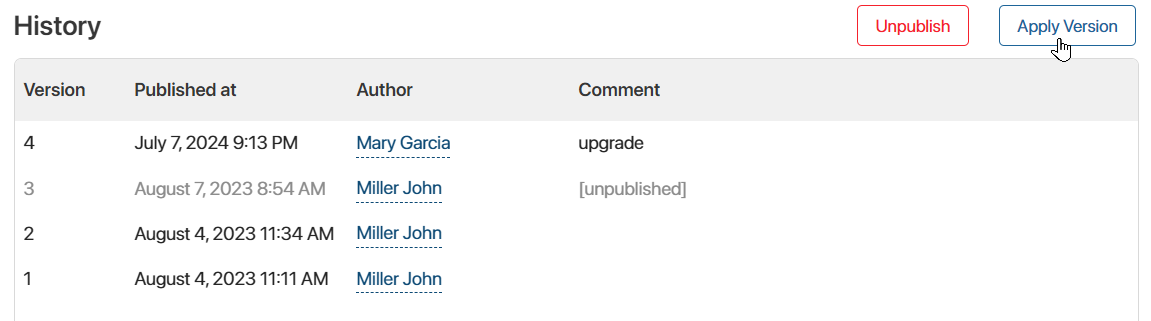 History Unpublish Apply Version
Version Published at Author Comment
4 July 7, 2024 9:13 PM Mary Garcia upgrade
3 August 7, 2023 8:54 AM Miller John [unpublished]
2 August 4, 2023 11:34 AM Miller John
1 August 4, 2023 11:11 AM Miller John